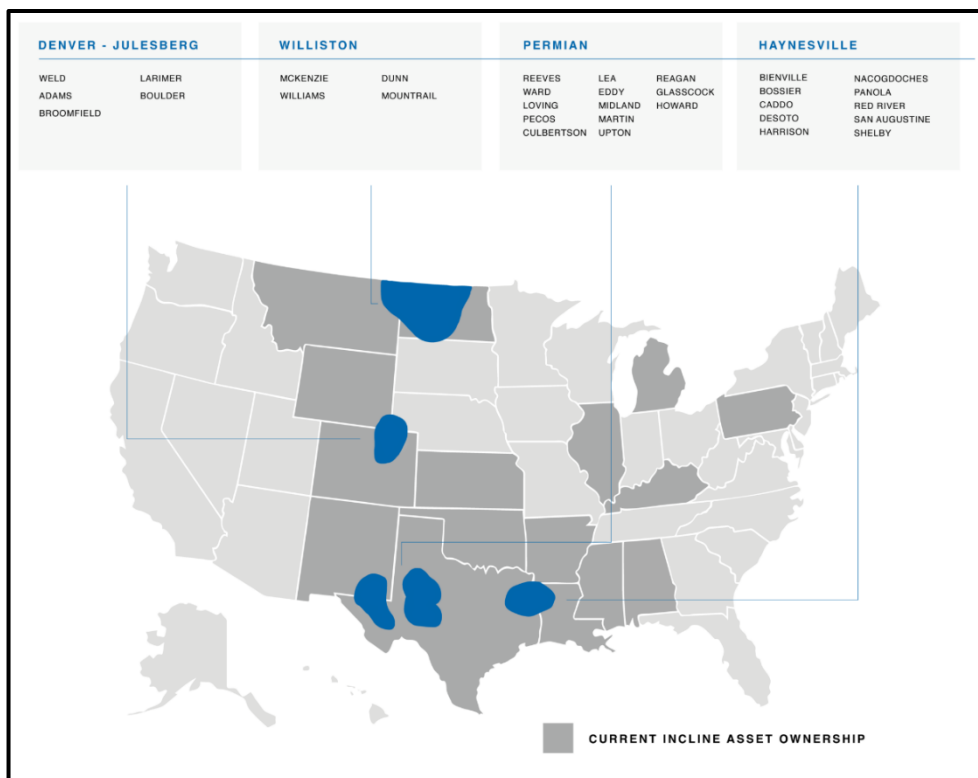 DENVER - JULESBERG
WELD LARIMER
ADAMS BOULDER
BROOMFIELD
WILLISTON
MCKENZIE DUNN
WILLIAMS MOUNTRAIL
PERMIAN
REEVES LEA REAGAN
WARD EDDY GLASSCOCK
LOVING MIDLAND HOWARD
PECOS MARTIN
CULBERTSON UPTON
HAYNESVILLE
BIENVILLE NACOGDOCHES
BOSSIER PANOLA
CADDO RED RIVER
DESOTO SAN AUGUSTINE
HARRISON SHELBY
CURRENT INCLINE ASSET OWNERSHIP